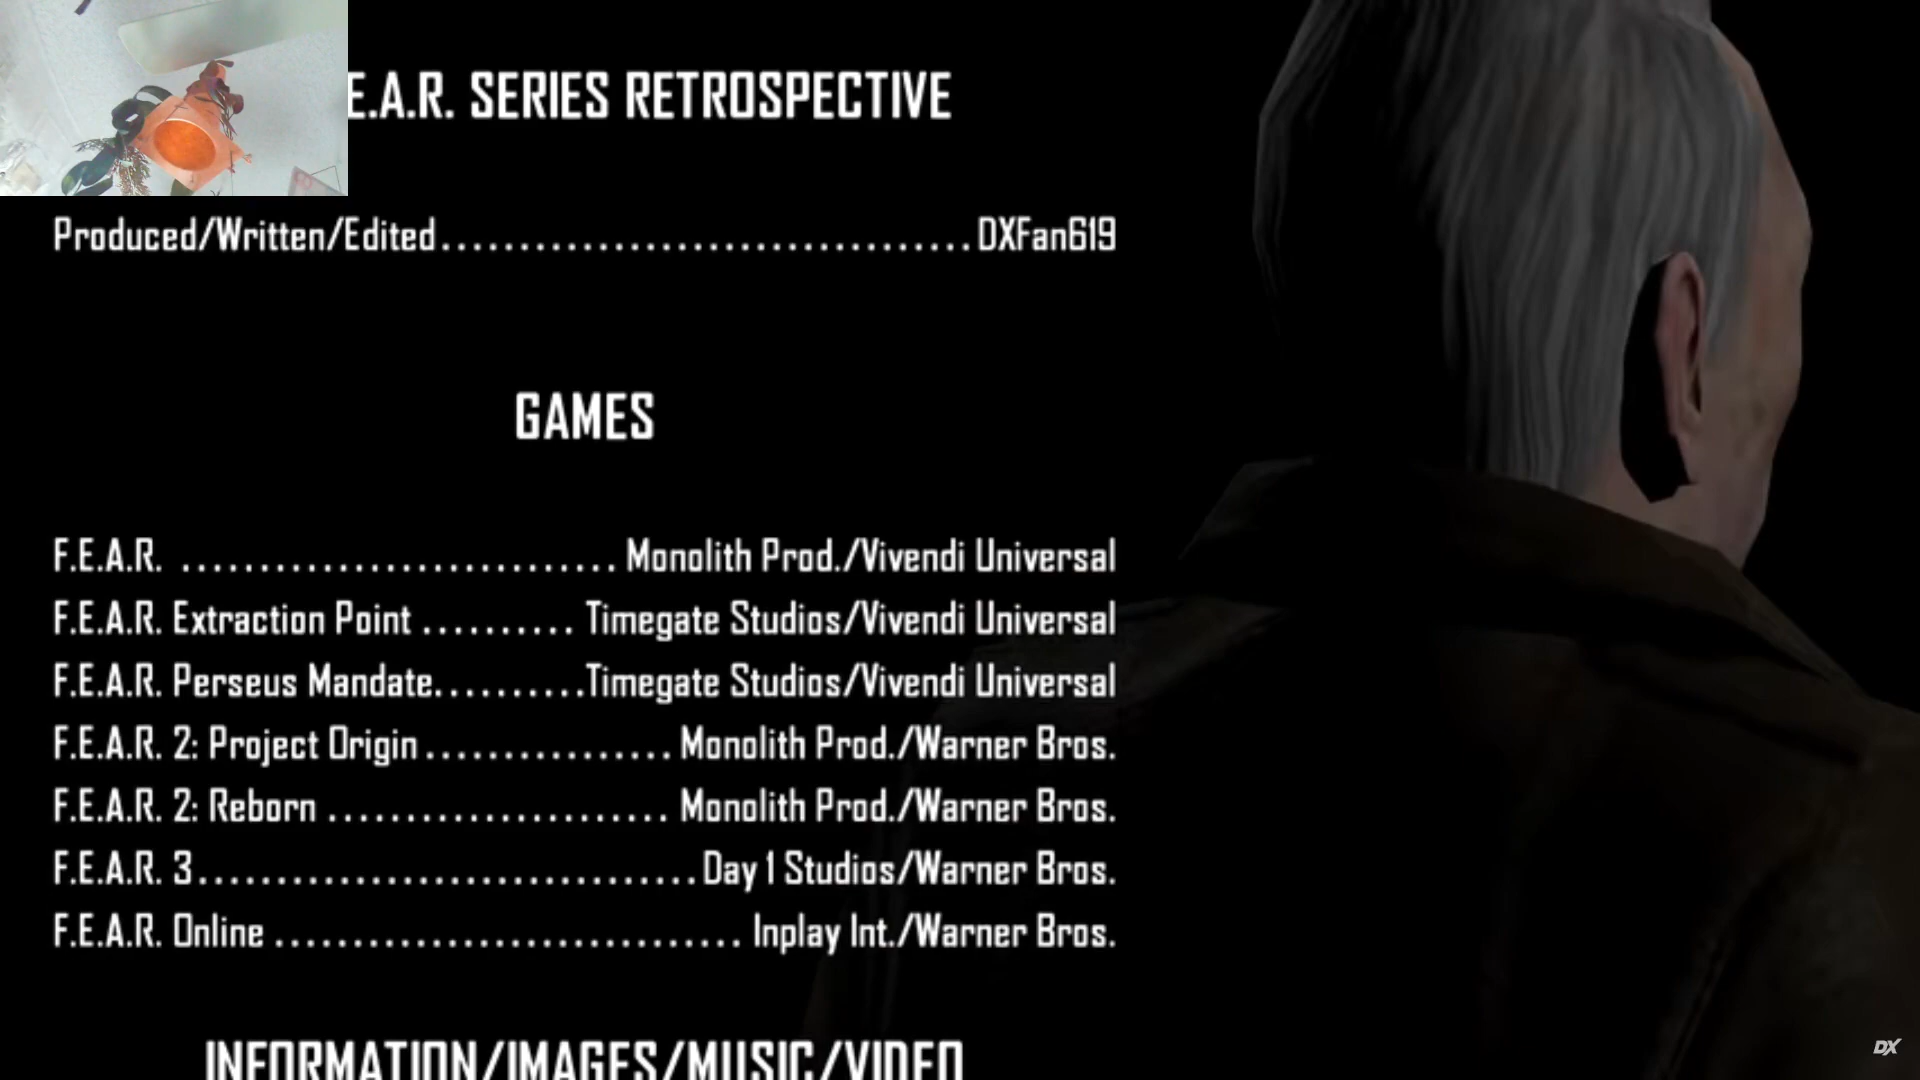 E.A.R. SERIES RETROSPECTIVE
Produced/Written/Edited..................................DXFan619
GAMES
F.E.A.R. ............................ Monolith Prod./Vivendi Universal
F.E.A.R. Extraction Point .......... Timegate Studios/Vivendi Universal
F.E.A.R. Perseus Mandate..........Timegate Studios/Vivendi Universal
F.E.A.R. 2: Project Origin ................ Monolith Prod./Warner Bros.
F.E.A.R. 2: Reborn ...................... Monolith Prod./Warner Bros.
F.E.A.R. 3................................Day 1 Studios/Warner Bros.
F.E.A.R. Online .............................. Inplay Int./Warner Bros.
INFORMATION/IMAGES/MUSIC/VIDEO
DX